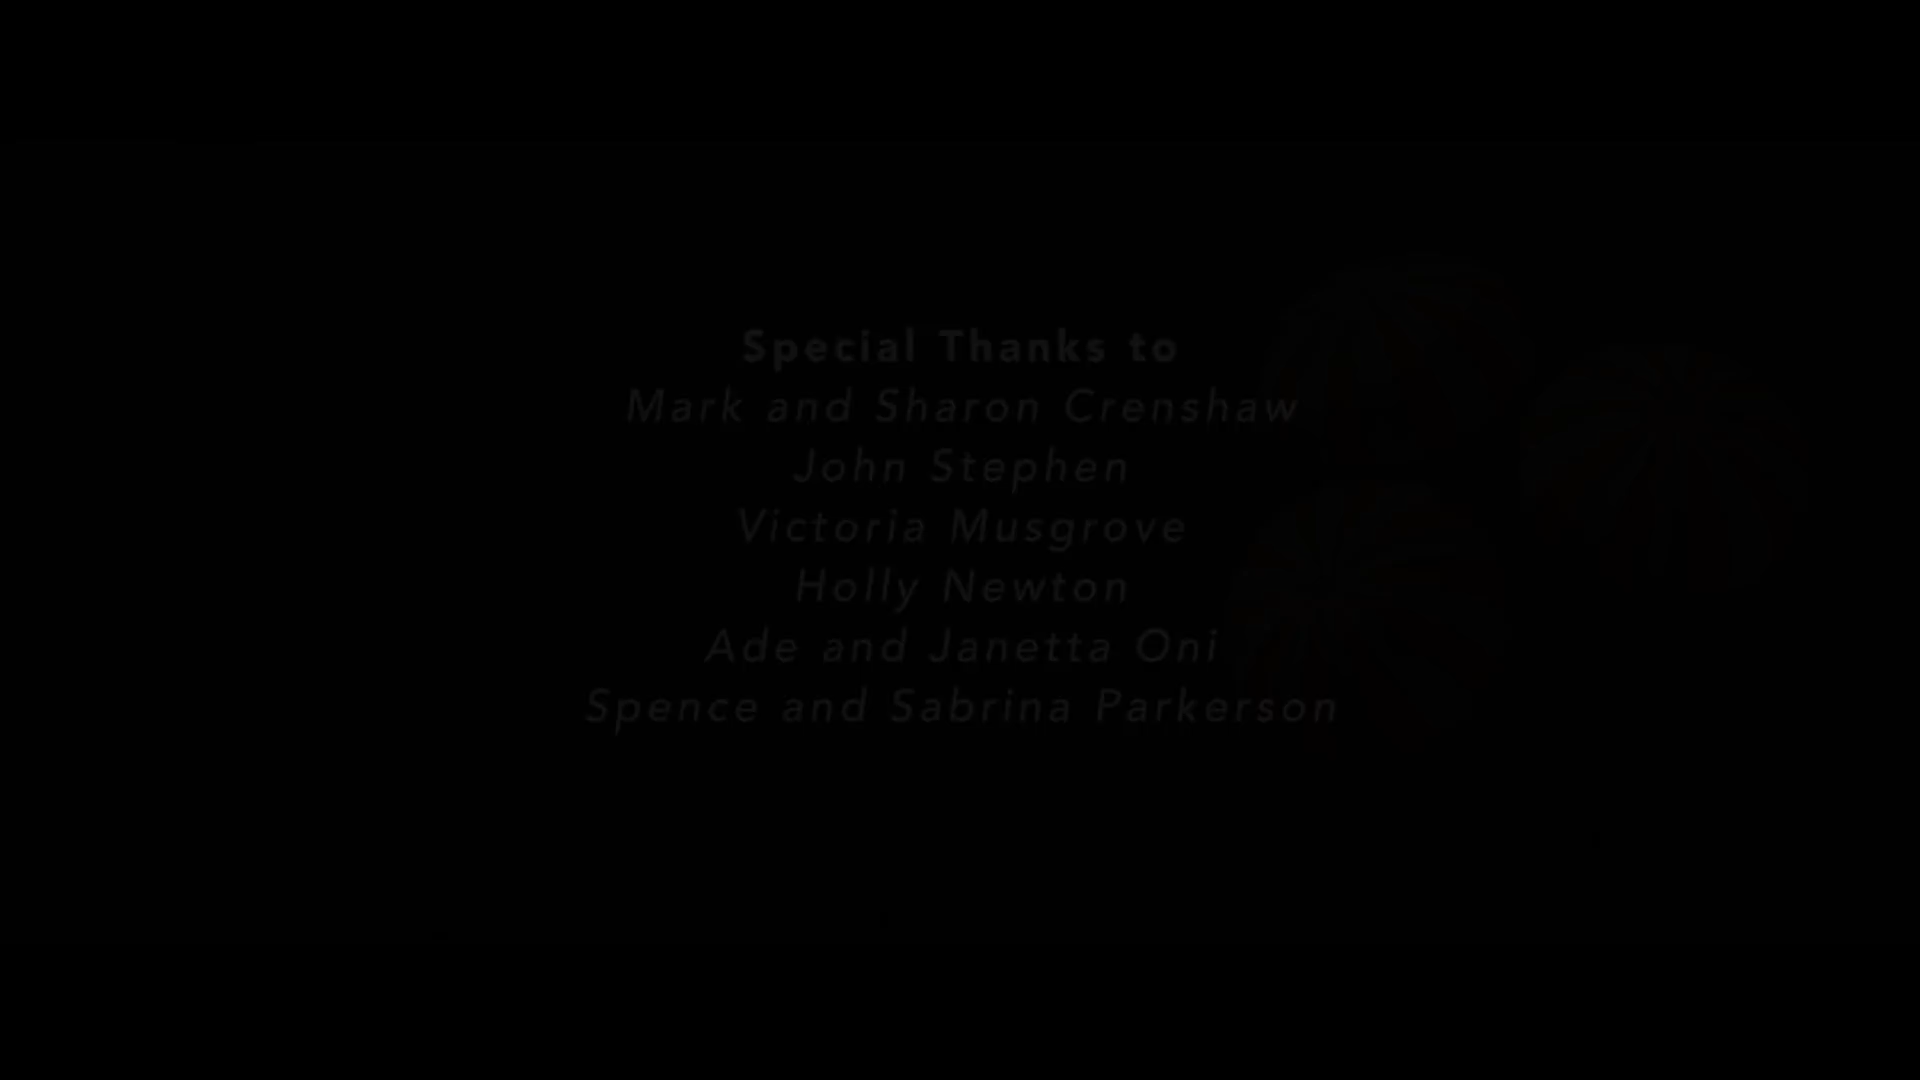 Special Thanks to
Mark and Sharon Crenshaw
John Stephen
Victoria Musgrove
Holly Newton
Ade and Janetta Oni
Spence and Sabrina Parkerson